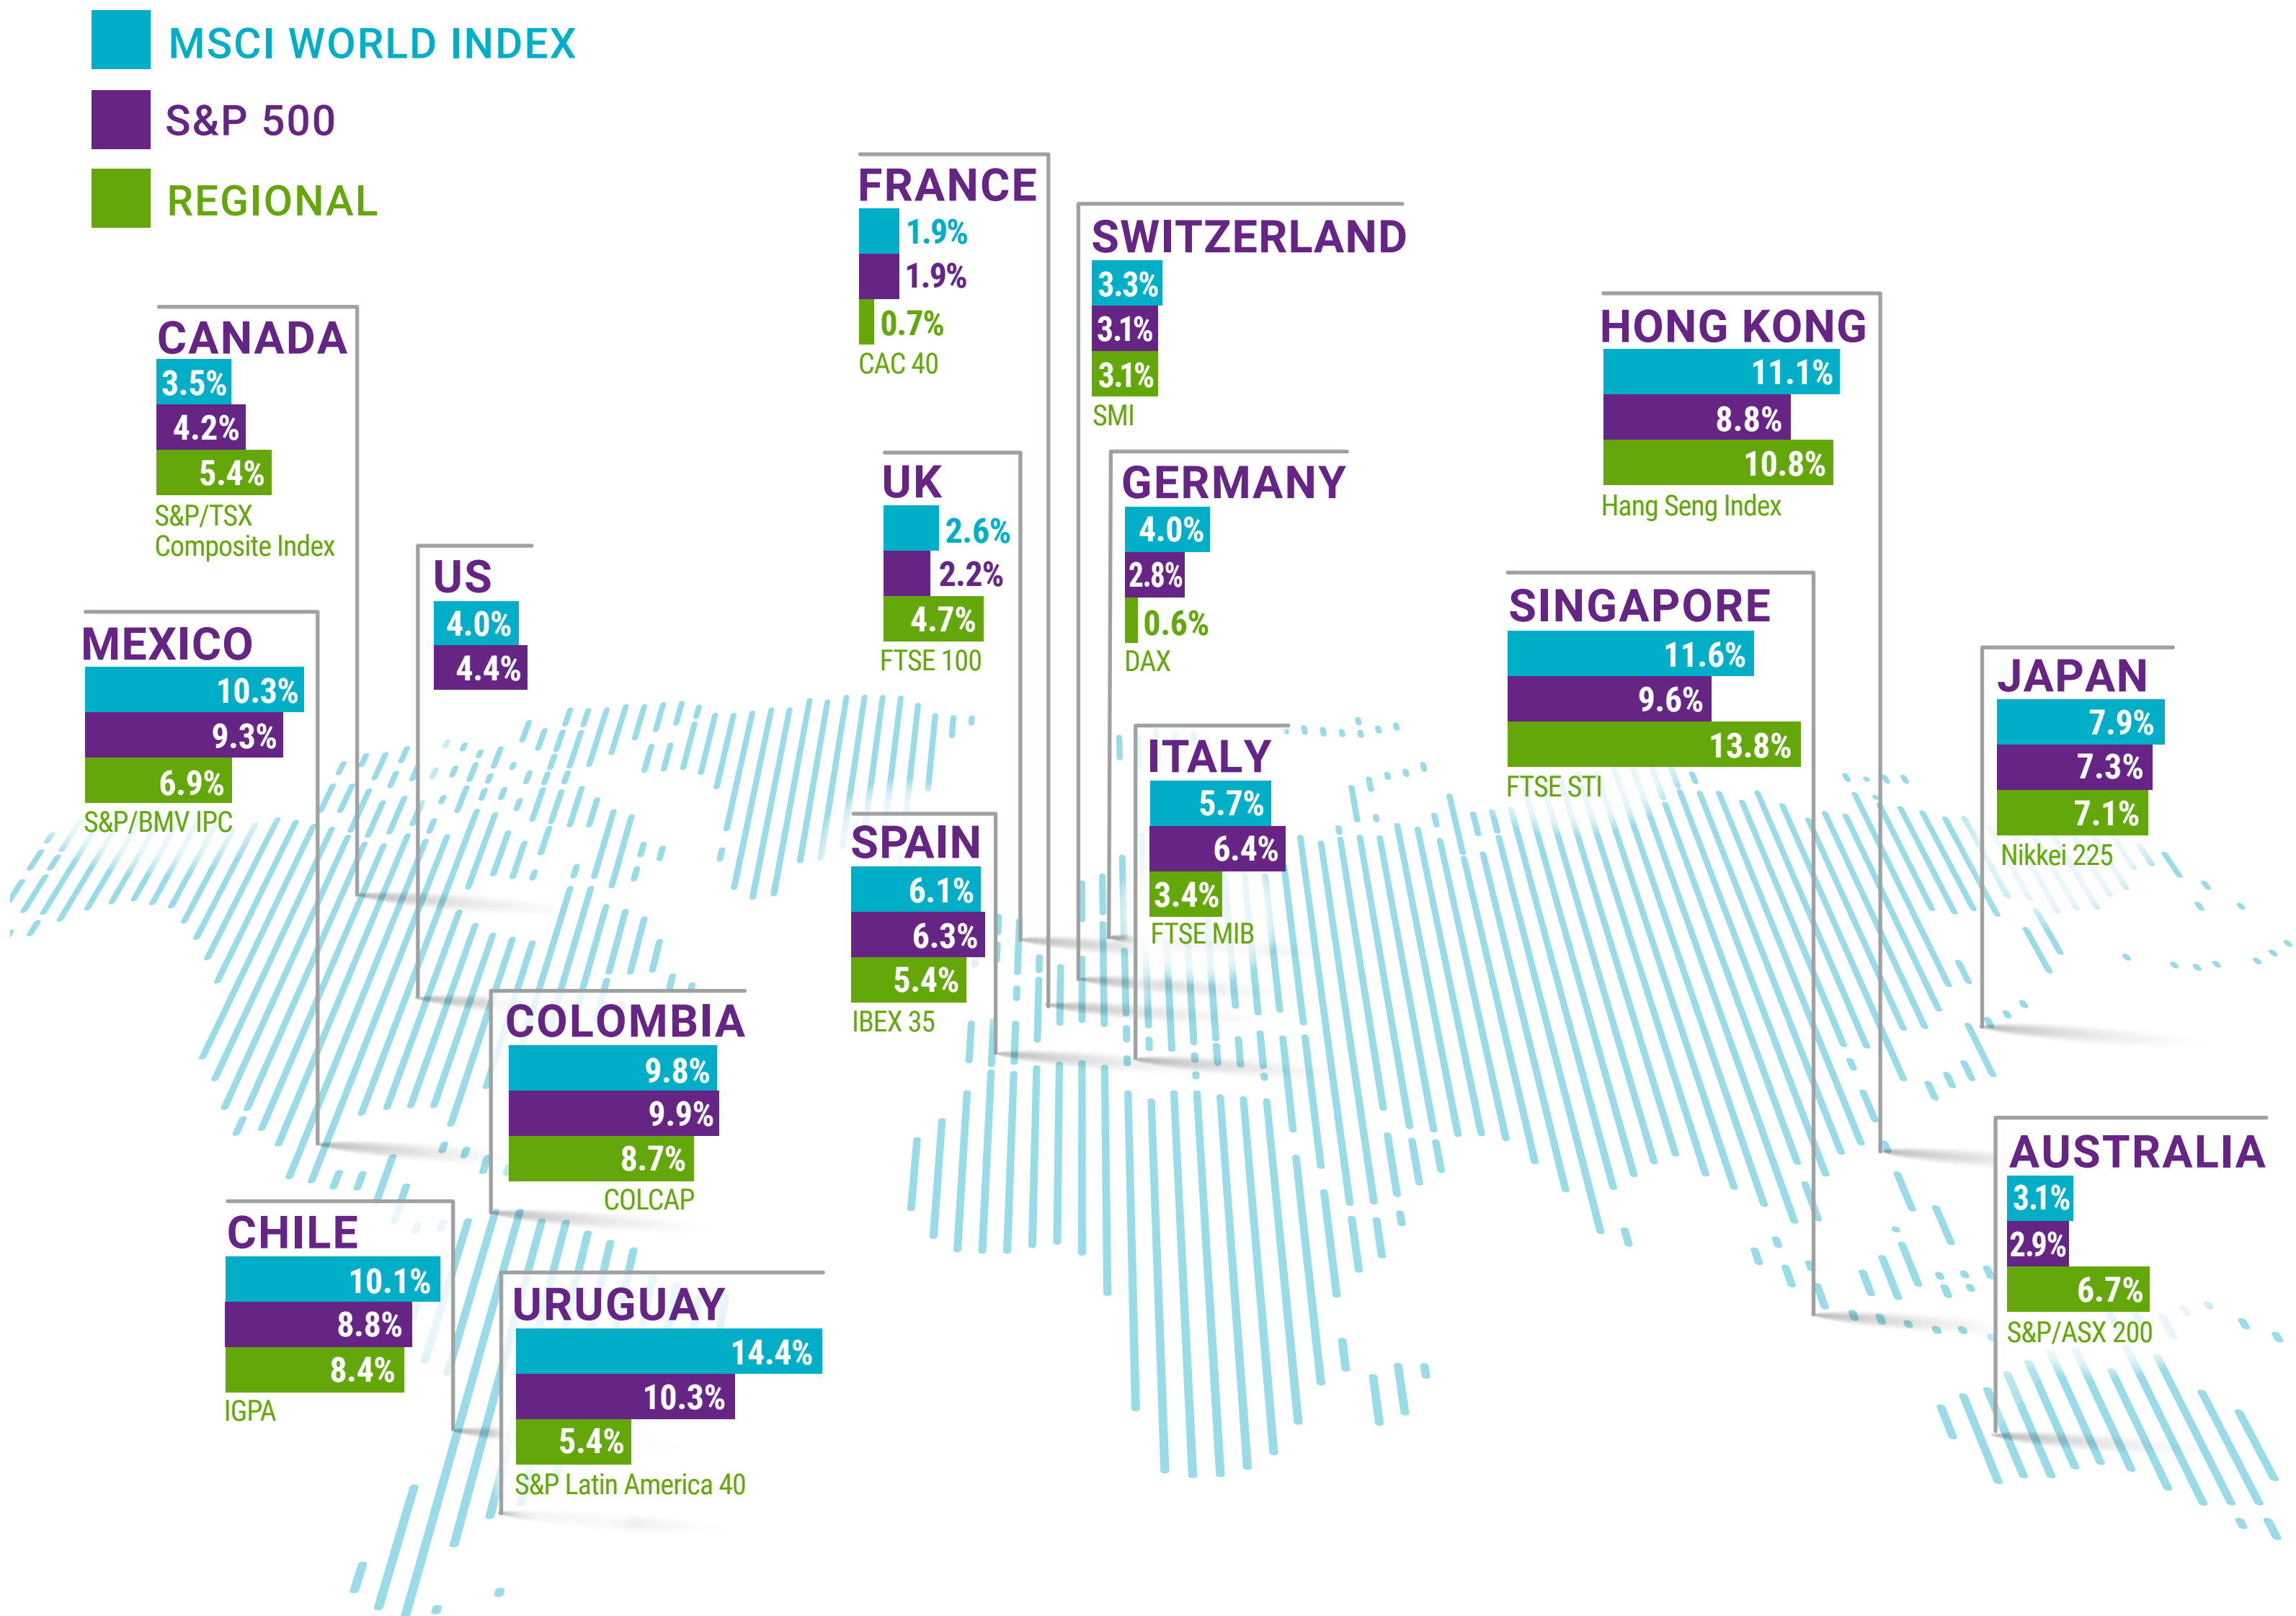 MSCI WORLD INDEX
S&P 500
REGIONAL
CANADA
3.5%
4.2%
5.4%
S&P/TSX
Composite Index
US
4.0%
4.4%
MEXICO
10.3%
9.3%
6.9%
S&P/BMV IPC
COLOMBIA
9.8%
9.9%
8.7%
COLCAP
CHILE
10.1%
8.8%
8.4%
IGPA
URUGUAY
14.4%
10.3%
5.4%
S&P Latin America 40
FRANCE
1.9%
1.9%
0.7%
CAC 40
SWITZERLAND
3.3%
3.1%
3.1%
SMI
UK
2.6%
2.2%
4.7%
FTSE 100
GERMANY
4.0%
2.8%
0.6%
DAX
ITALY
5.7%
6.4%
3.4%
FTSE MIB
SPAIN
6.1%
6.3%
5.4%
IBEX 35
HONG KONG
11.1%
8.8%
10.8%
Hang Seng Index
SINGAPORE
11.6%
9.6%
13.8%
FTSE STI
JAPAN
7.9%
7.3%
7.1%
Nikkei 225
AUSTRALIA
3.1%
2.9%
6.7%
S&P/ASX 200